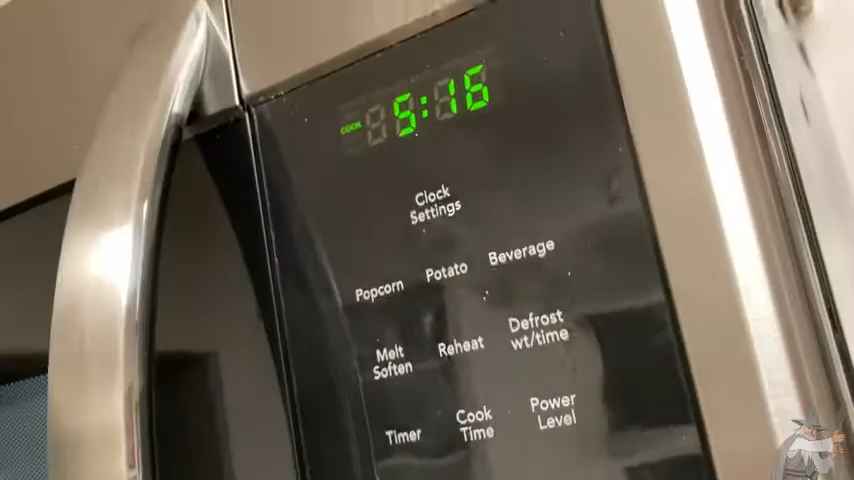 COOK 5:16
Clock
Settings
Popcorn Potato Beverage
Melt
Soften
Reheat
Defrost
wt/time
Timer
Cook
Time
Power
Level